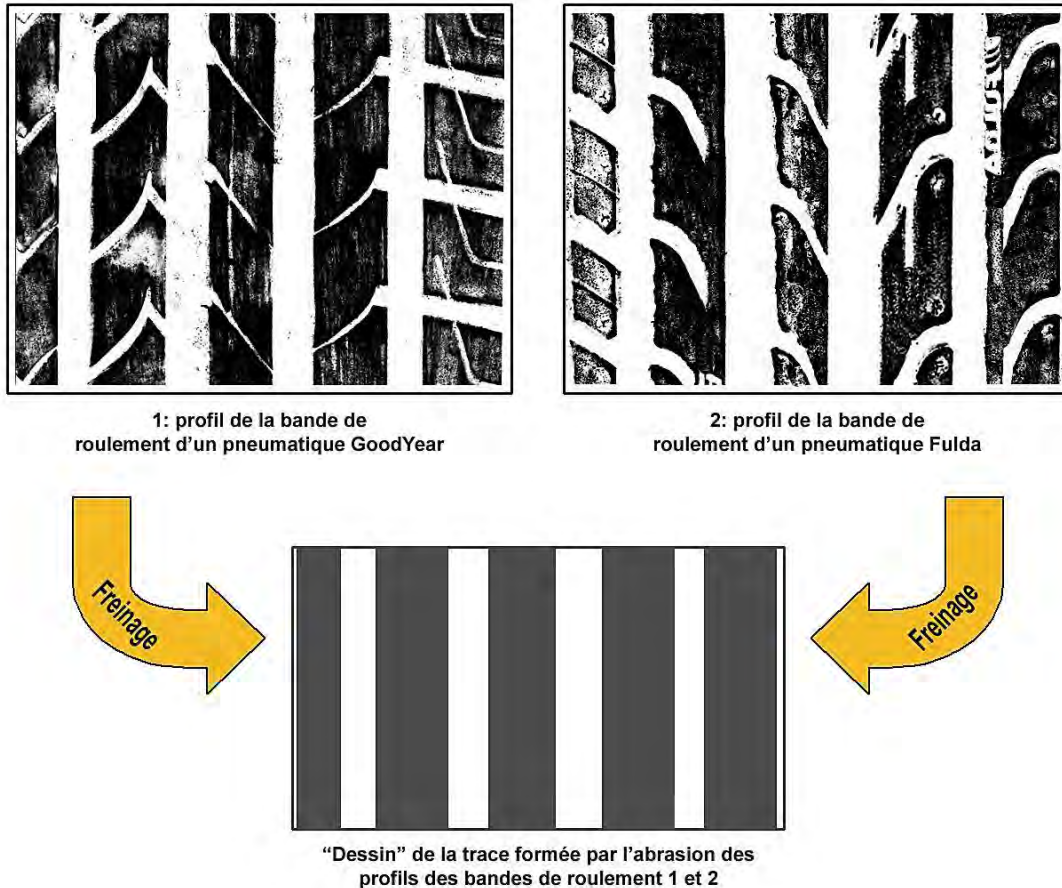 1: profil de la bande de
roulement d'un pneumatique GoodYear
2: profil de la bande de
roulement d'un pneumatique Fulda
Freinage
Freinage
“Dessin” de la trace formée par l'abrasion des
profils des bandes de roulement 1 et 2